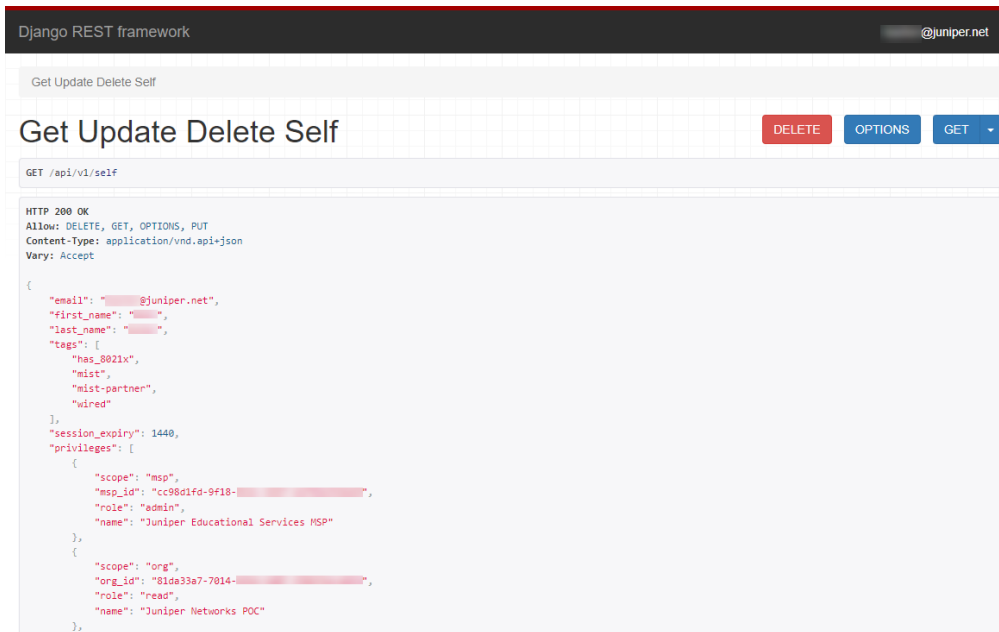 Django REST framework
@juniper.net
Get Update Delete Self
Get Update Delete Self
DELETE
OPTIONS
GET
GET /api/v1/self
HTTP 200 OK
Allow: DELETE, GET, OPTIONS, PUT
Content-Type: application/vnd.api+json
Vary: Accept
{
"email": "@juniper.net",
"first_name": "",
"last_name": "",
"tags": [
"has_8021x",
"mist",
"mist-partner",
"wired"
],
"session_expiry": 1440,
"privileges": [
{
"scope": "msp",
"msp_id": "cc98d1fd-9f18-",
"role": "admin",
"name": "Juniper Educational Services MSP"
},
{
"scope": "org",
"org_id": "81da33a7-7014-",
"role": "read",
"name": "Juniper Networks POC"
},